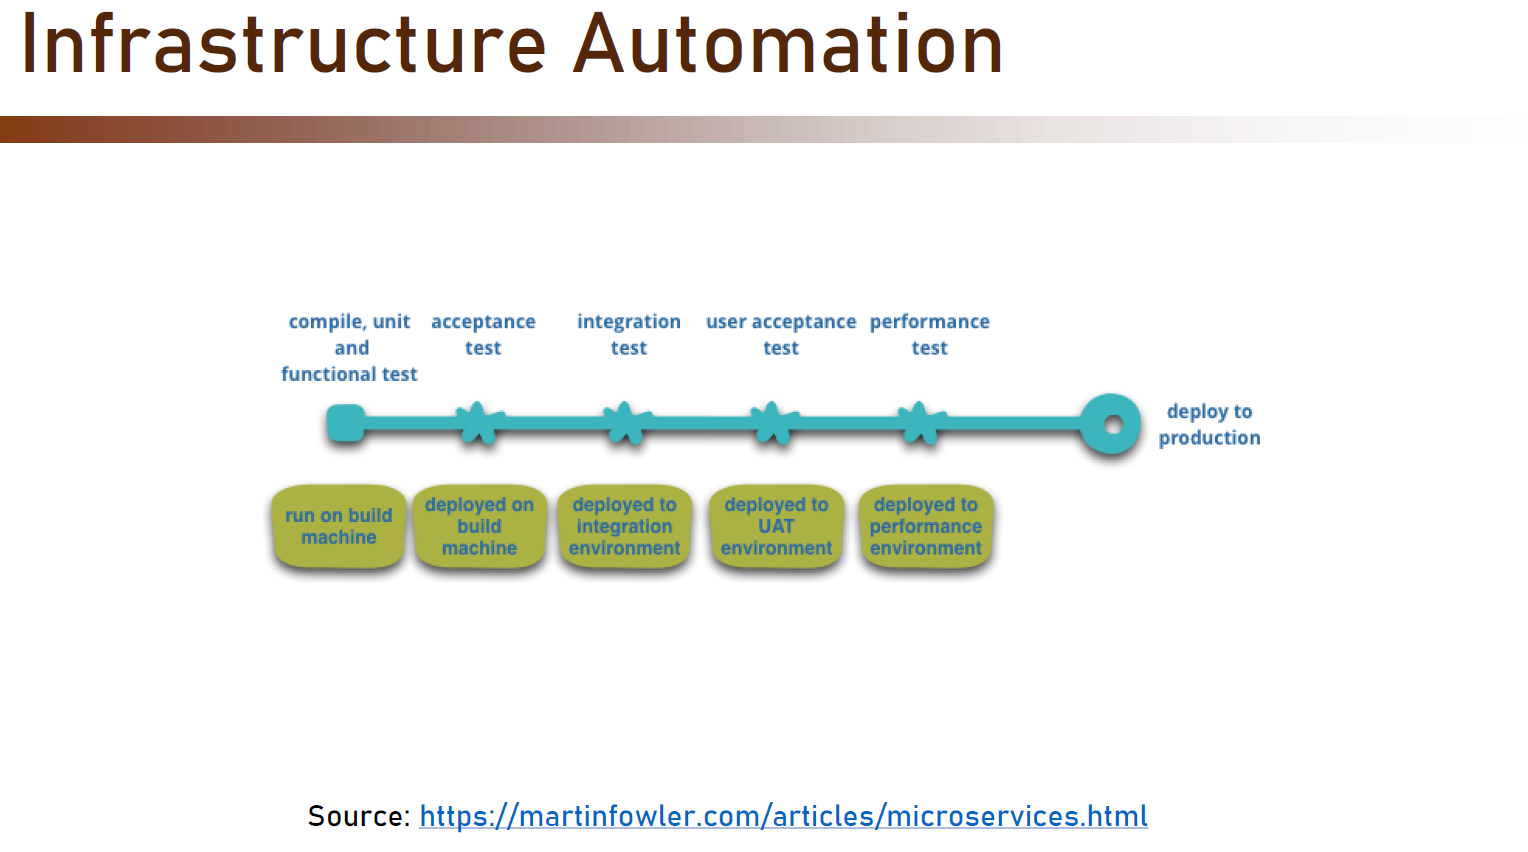 Infrastructure Automation
compile, unit
and
functional test
acceptance
test
integration
test
user acceptance
test
performance
test
deploy to
production
run on build
machine
deployed on
build
machine
deployed to
integration
environment
deployed to
UAT
environment
deployed to
performance
environment
Source: https://martinfowler.com/articles/microservices.html